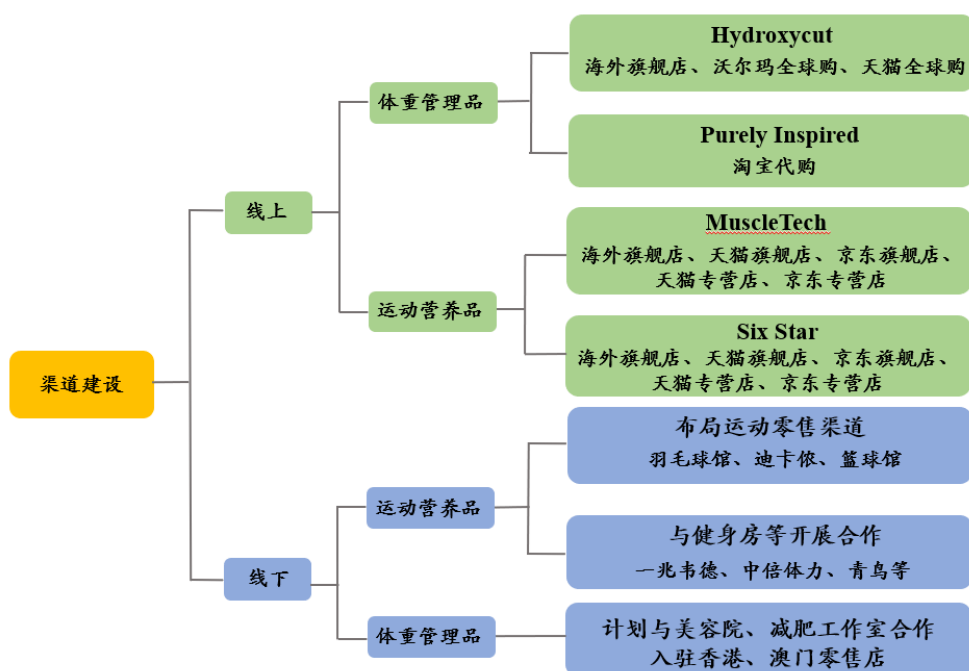 Hydroxycut
海外旗舰店、沃尔玛全球购、天猫全球购
体重管理品
Purely Inspired
淘宝代购
线上
MuscleTech
海外旗舰店、天猫旗舰店、京东旗舰店、
天猫专营店、京东专营店
运动营养品
Six Star
海外旗舰店、天猫旗舰店、京东旗舰店、
天猫专营店、京东专营店
渠道建设
布局运动零售渠道
羽毛球馆、迪卡侬、篮球馆
运动营养品
与健身房等开展合作
一兆韦德、中倍体力、青鸟等
线下
体重管理品
计划与美容院、减肥工作室合作
入驻香港、澳门零售店